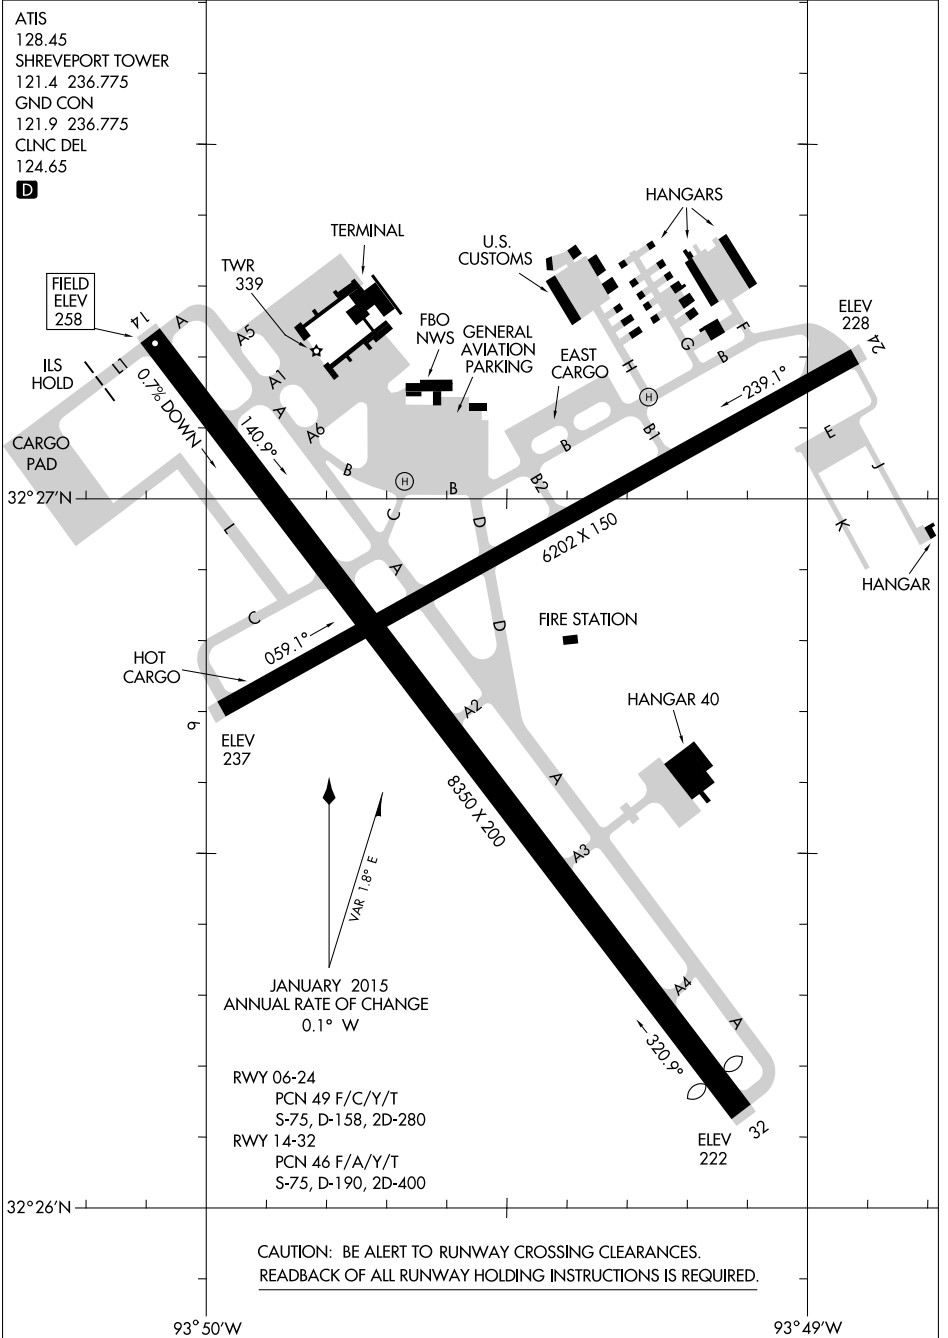 ATIS
128.45
SHREVEPORT TOWER
121.4 236.775
GND CON
121.9 236.775
CLNC DEL
124.65
D
HANGARS
TERMINAL
U.S.
CUSTOMS
TWR
339
FIELD
ELEV
258
14
A
A5
FBO
NWS
GENERAL
AVIATION
PARKING
EAST
CARGO
ELEV
228
24
F
G
B
H
ILS
HOLD
L1
0.7% DOWN
A1
A
A6
140.9°
239.1°
H
B1
E
J
K
CARGO
PAD
B
H
B
B
B2
32°27'N
C
D
L
6202 X 150
HANGAR
A
C
059.1°
D
FIRE STATION
HOT
CARGO
6
ELEV
237
A2
HANGAR 40
A
8350 X 200
A3
VAR 1.8° E
JANUARY 2015
ANNUAL RATE OF CHANGE
0.1° W
A4
A
320.9°
RWY 06-24
PCN 49 F/C/Y/T
S-75, D-158, 2D-280
RWY 14-32
PCN 46 F/A/Y/T
S-75, D-190, 2D-400
32
ELEV
222
32°26'N
CAUTION: BE ALERT TO RUNWAY CROSSING CLEARANCES.
READBACK OF ALL RUNWAY HOLDING INSTRUCTIONS IS REQUIRED.
93°50'W
93°49'W